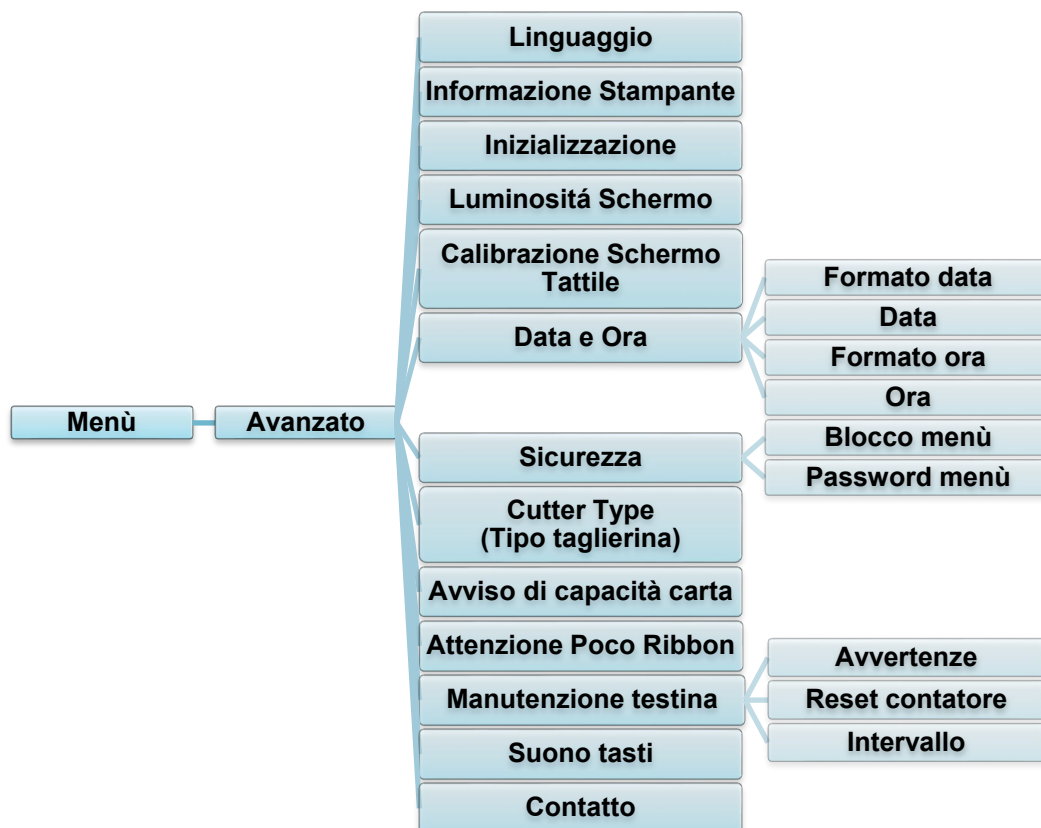 Linguaggio
Informazione Stampante
Inizializzazione
Luminositá Schermo
Calibrazione Schermo
Tattile
Data e Ora
Formato data
Data
Formato ora
Ora
Menù
Avanzato
Sicurezza
Blocco menù
Password menù
Cutter Type
(Tipo taglierina)
Avviso di capacità carta
Attenzione Poco Ribbon
Manutenzione testina
Avvertenze
Reset contatore
Intervallo
Suono tasti
Contatto